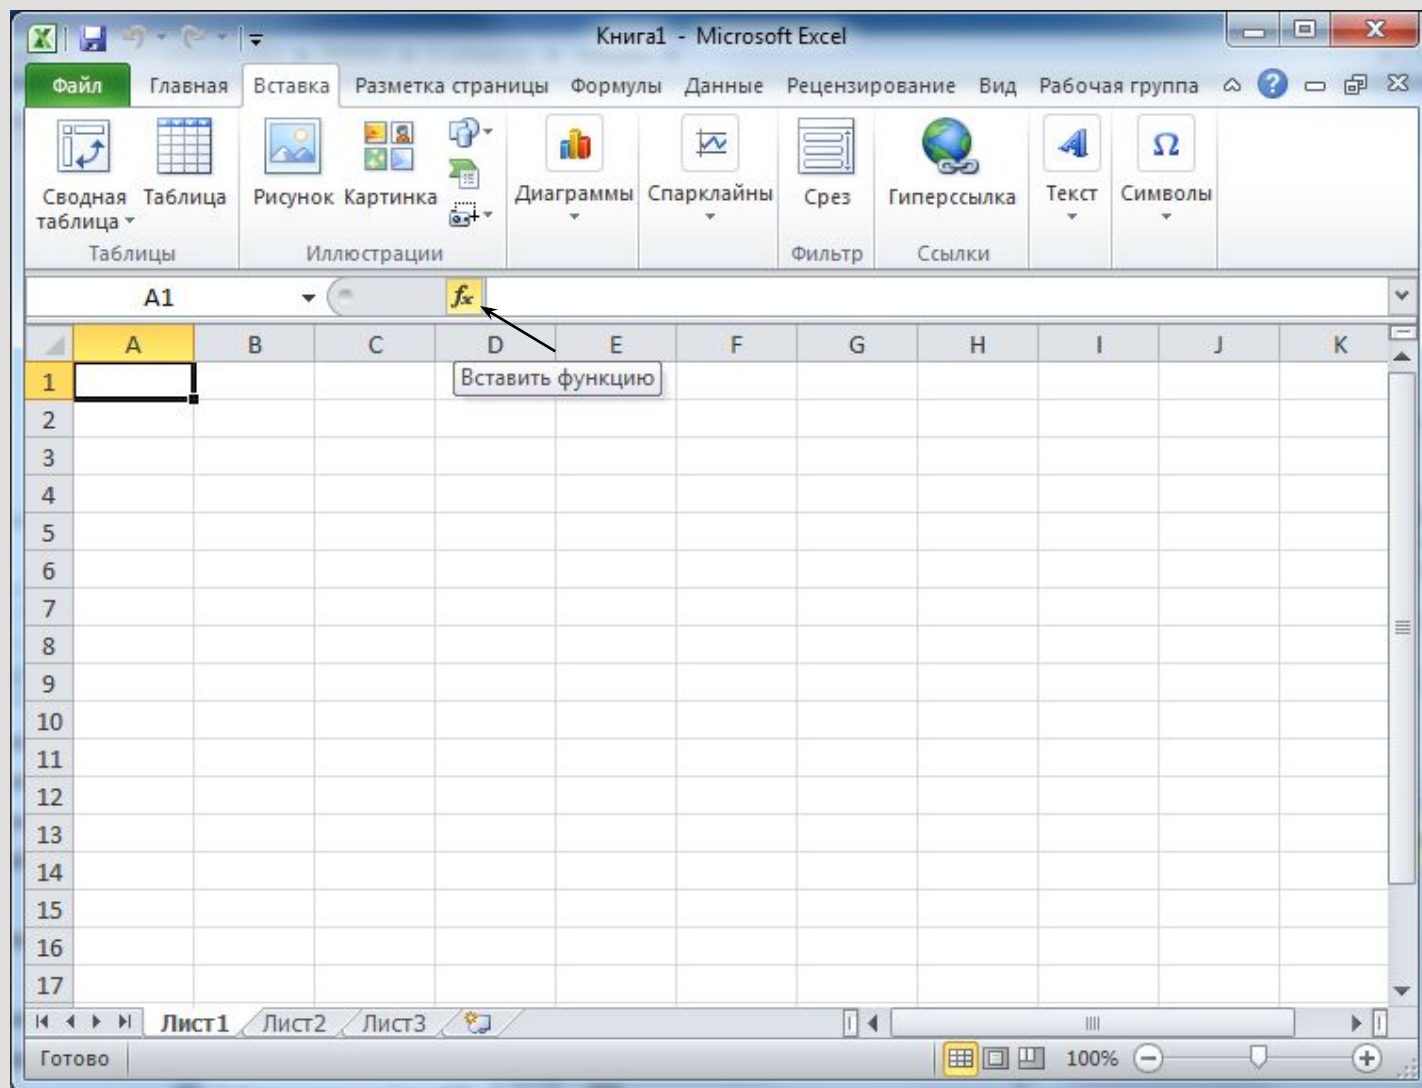 Книга1 - Microsoft Excel
Файл Главная Вставка Разметка страницы Формулы Данные Рецензирование Вид Рабочая группа
Сводная таблица Таблица Рисунок Картинка Диаграммы Спарклайны Срез Гиперссылка Текст Символы
Таблицы Иллюстрации Фильтр Ссылки
A1 fx
A B C D E F G H I J K
Вставить функцию
1
2
3
4
5
6
7
8
9
10
11
12
13
14
15
16
17
Лист1 Лист2 Лист3
Готово 100%